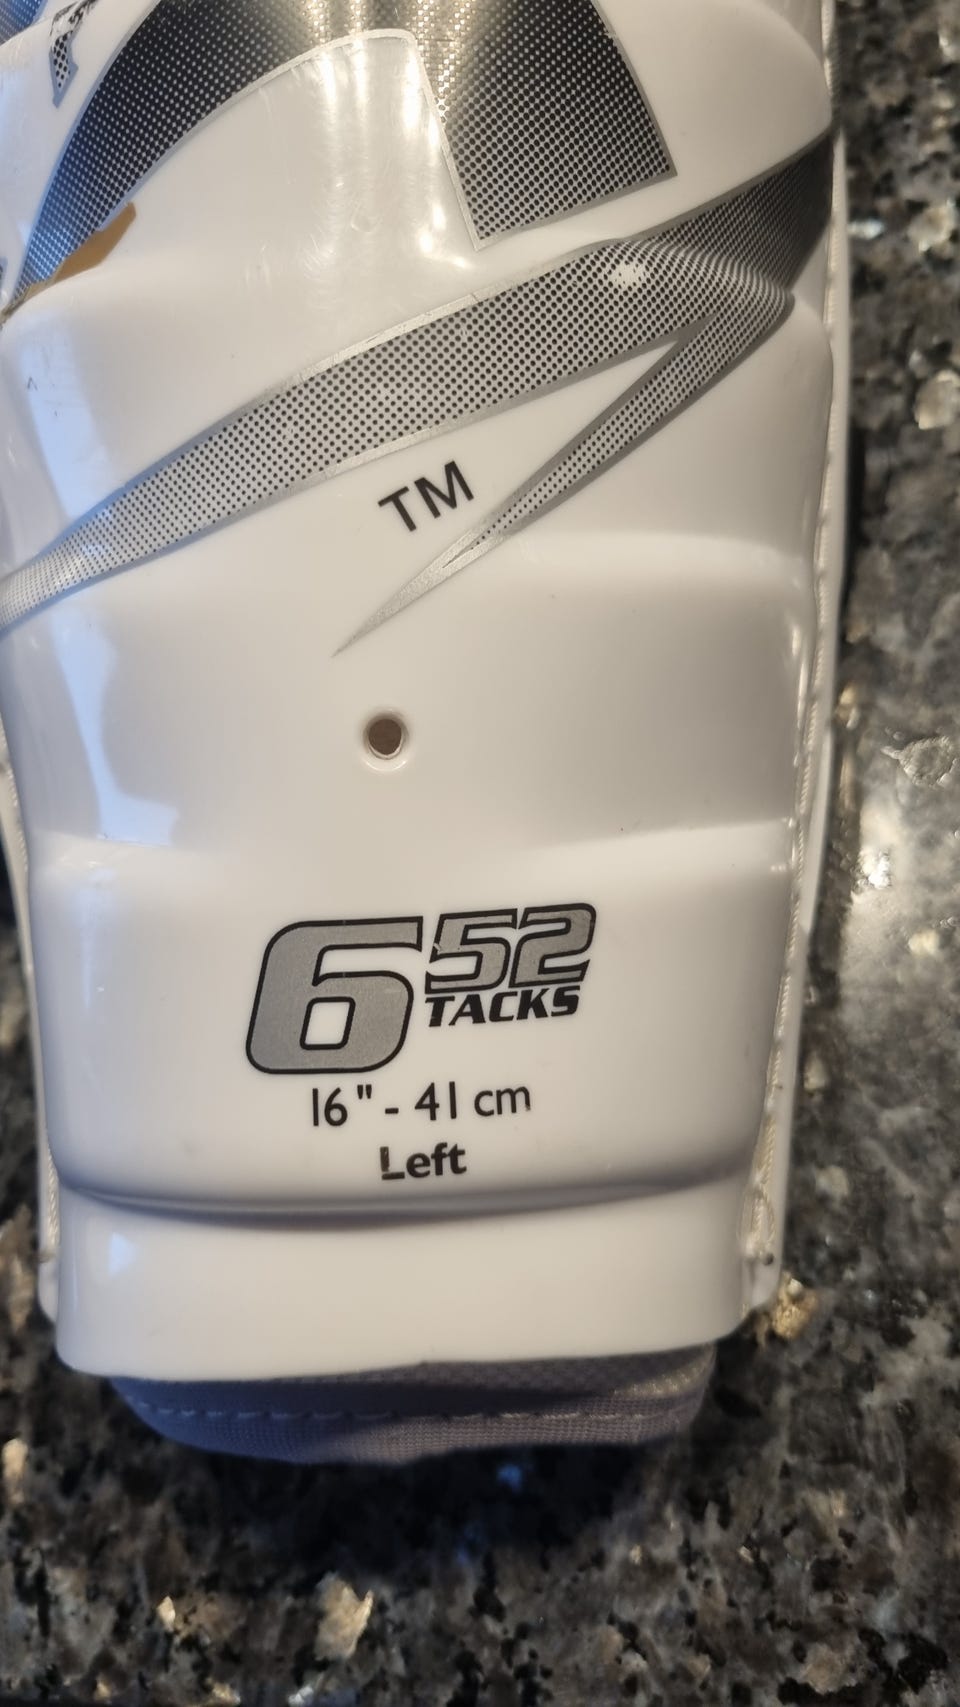 TM
652
TACKS
16" - 41 cm
Left